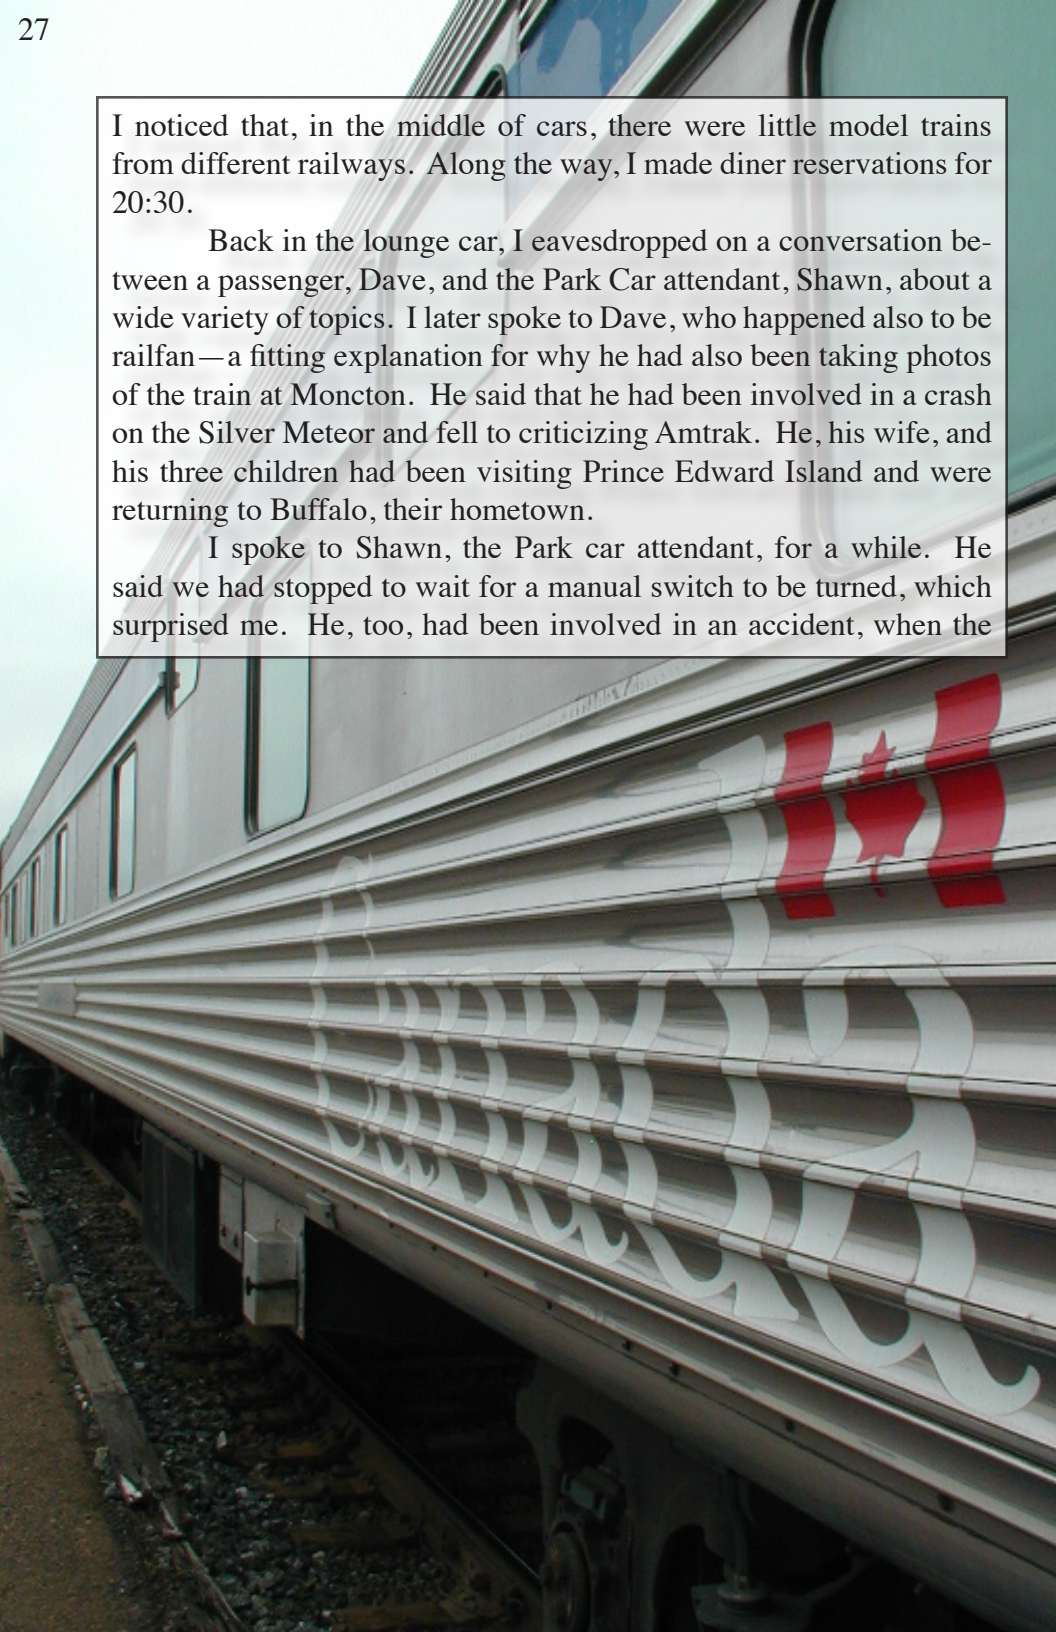 27
I noticed that, in the middle of cars, there were little model trains
from different railways.  Along the way, I made diner reservations for
20:30.
Back in the lounge car, I eavesdropped on a conversation be-
tween a passenger, Dave, and the Park Car attendant, Shawn, about a
wide variety of topics.  I later spoke to Dave, who happened also to be
railfan—a fitting explanation for why he had also been taking photos
of the train at Moncton.  He said that he had been involved in a crash
on the Silver Meteor and fell to criticizing Amtrak.  He, his wife, and
his three children had been visiting Prince Edward Island and were
returning to Buffalo, their hometown.
I spoke to Shawn, the Park car attendant, for a while.  He
said we had stopped to wait for a manual switch to be turned, which
surprised me.  He, too, had been involved in an accident, when the
Canada